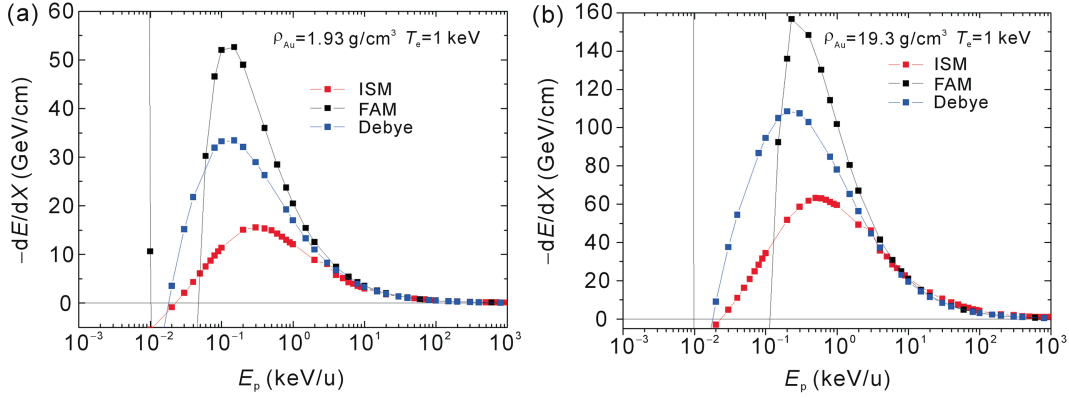 (a)
ρAu=1.93 g/cm³ Te=1 keV
ISM
FAM
Debye
60
50
40
30
20
10
0
−dE/dX (GeV/cm)
10⁻³ 10⁻² 10⁻¹ 10⁰ 10¹ 10² 10³
Ep (keV/u)
(b)
ρAu=19.3 g/cm³ Te=1 keV
ISM
FAM
Debye
160
140
120
100
80
60
40
20
0
−dE/dX (GeV/cm)
10⁻³ 10⁻² 10⁻¹ 10⁰ 10¹ 10² 10³
Ep (keV/u)